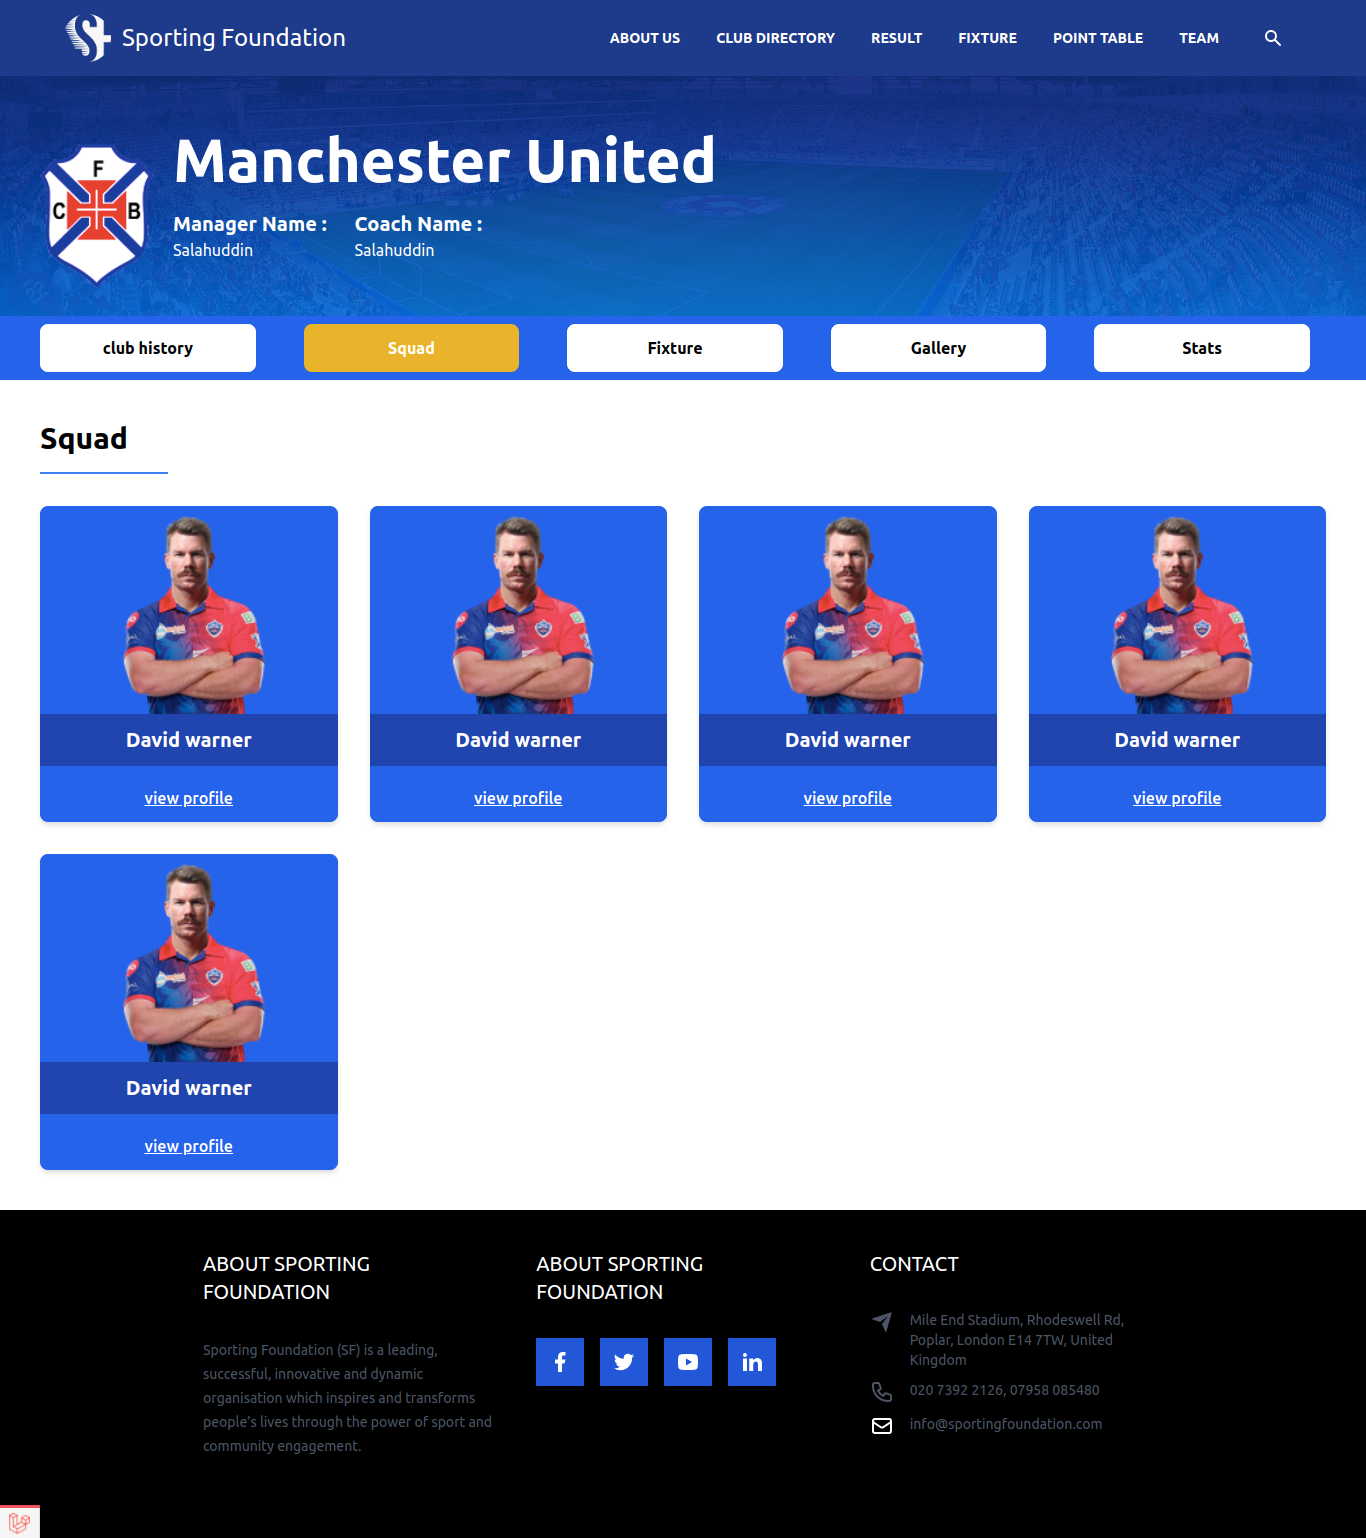 Sporting Foundation
ABOUT US CLUB DIRECTORY RESULT FIXTURE POINT TABLE TEAM
F
C B
Manchester United
Manager Name : Coach Name :
Salahuddin Salahuddin
club history Squad Fixture Gallery Stats
Squad
David warner David warner David warner David warner
view profile view profile view profile view profile
David warner
view profile
ABOUT SPORTING
FOUNDATION
Sporting Foundation (SF) is a leading,
successful, innovative and dynamic
organisation which inspires and transforms
people's lives through the power of sport and
community engagement.
ABOUT SPORTING
FOUNDATION
CONTACT
Mile End Stadium, Rhodeswell Rd,
Poplar, London E14 7TW, United
Kingdom
020 7392 2126, 07958 085480
info@sportingfoundation.com